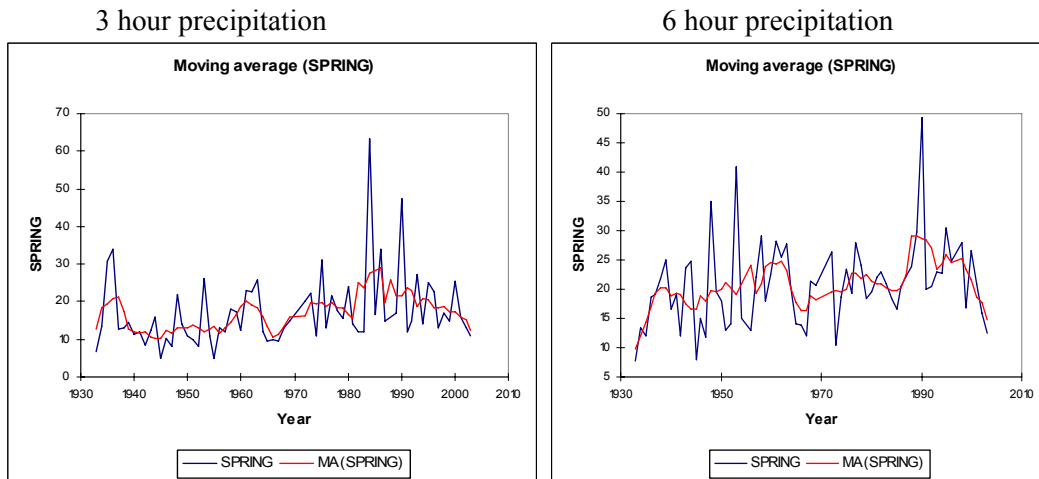 3 hour precipitation
6 hour precipitation
Moving average (SPRING)
70
60
50
40
30
20
10
0
SPRING
1930 1940 1950 1960 1970 1980 1990 2000 2010
Year
SPRING MA(SPRING)
Moving average (SPRING)
50
45
40
35
30
25
20
15
10
5
SPRING
1930 1950 1970 1990 2010
Year
SPRING MA(SPRING)